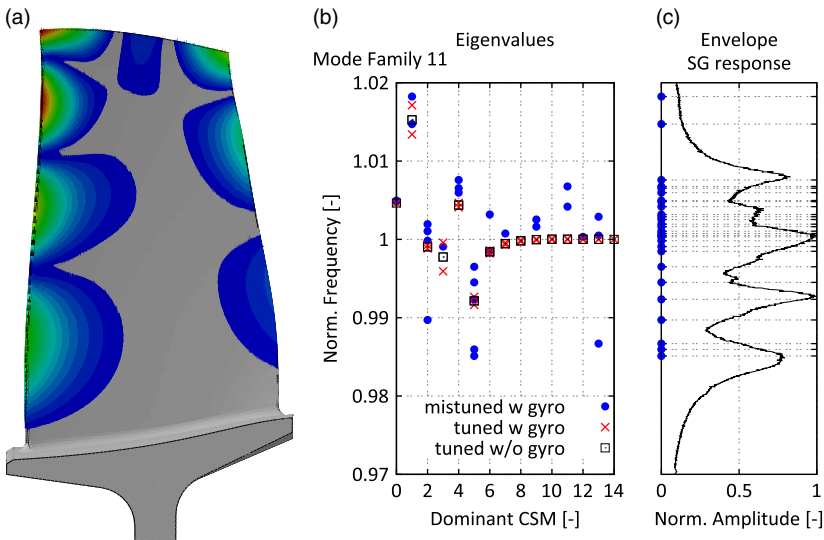 (a)
(b)
Eigenvalues
Mode Family 11
1.02
1.01
1
0.99
0.98
0.97
Norm. Frequency [-]
mistuned w gyro
tuned w gyro
tuned w/o gyro
0 2 4 6 8 10 12 14
Dominant CSM [-]
(c)
Envelope
SG response
0 0.5 1
Norm. Amplitude [-]